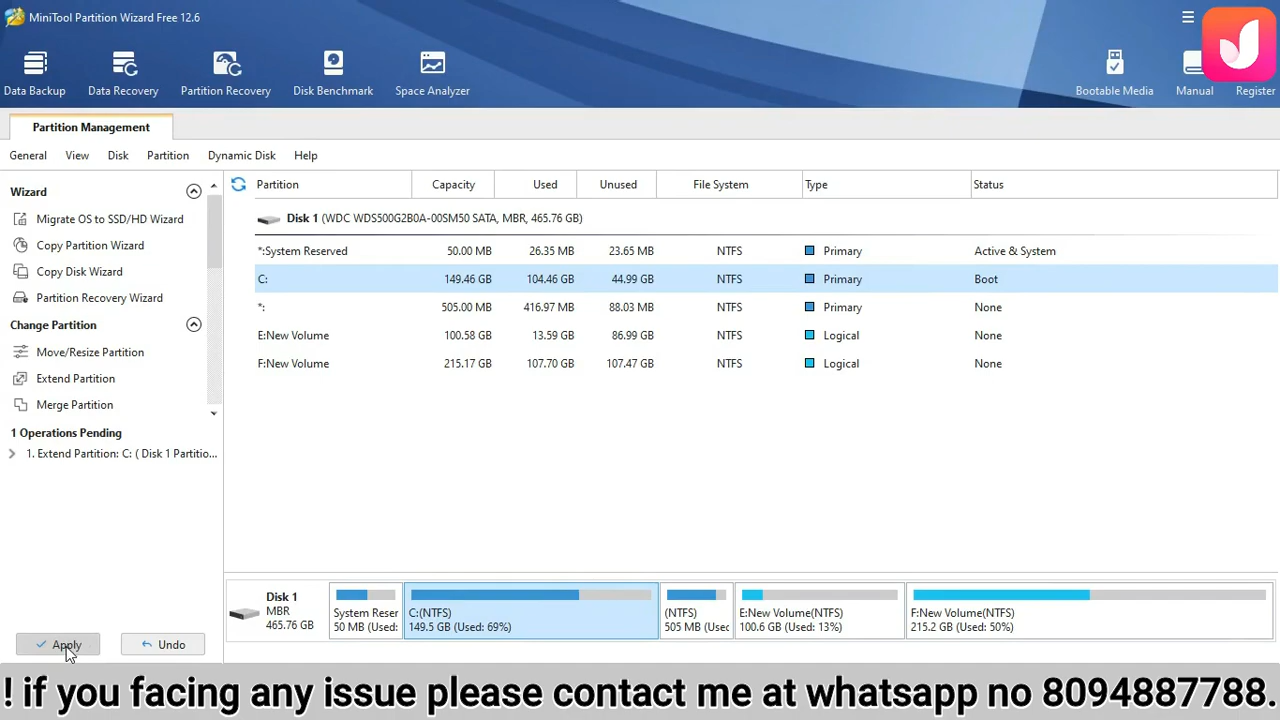 MiniTool Partition Wizard Free 12.6
Data Backup
Data Recovery
Partition Recovery
Disk Benchmark
Space Analyzer
Bootable Media
Manual
Register
Partition Management
General View Disk Partition Dynamic Disk Help
Wizard
Migrate OS to SSD/HD Wizard
Copy Partition Wizard
Copy Disk Wizard
Partition Recovery Wizard
Change Partition
Move/Resize Partition
Extend Partition
Merge Partition
1 Operations Pending
1. Extend Partition: C: ( Disk 1 Partitio...
Apply
Undo
Partition Capacity Used Unused File System Type Status
Disk 1 (WDC WDS500G2B0A-00SM50 SATA, MBR, 465.76 GB)
*:System Reserved 50.00 MB 26.35 MB 23.65 MB NTFS Primary Active & System
C: 149.46 GB 104.46 GB 44.99 GB NTFS Primary Boot
*: 505.00 MB 416.97 MB 88.03 MB NTFS Primary None
E:New Volume 100.58 GB 13.59 GB 86.99 GB NTFS Logical None
F:New Volume 215.17 GB 107.70 GB 107.47 GB NTFS Logical None
Disk 1
MBR
465.76 GB
System Reser
50 MB (Used:
C:(NTFS)
149.5 GB (Used: 69%)
(NTFS)
505 MB (Usec
E:New Volume(NTFS)
100.6 GB (Used: 13%)
F:New Volume(NTFS)
215.2 GB (Used: 50%)
! if you facing any issue please contact me at whatsapp no 8094887788.